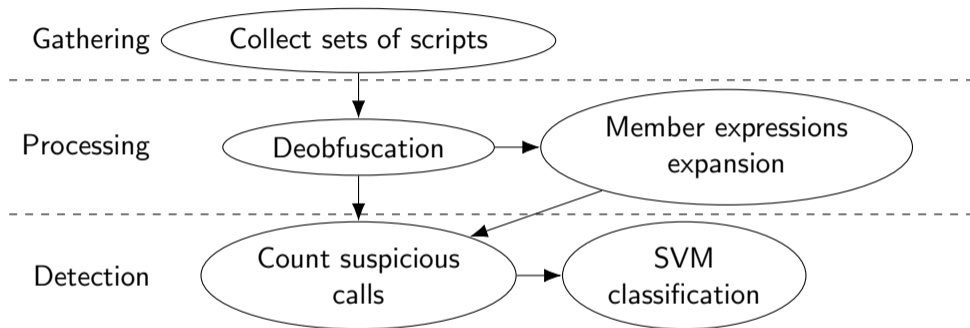 Gathering
Collect sets of scripts
Processing
Deobfuscation
Member expressions
expansion
Detection
Count suspicious
calls
SVM
classification